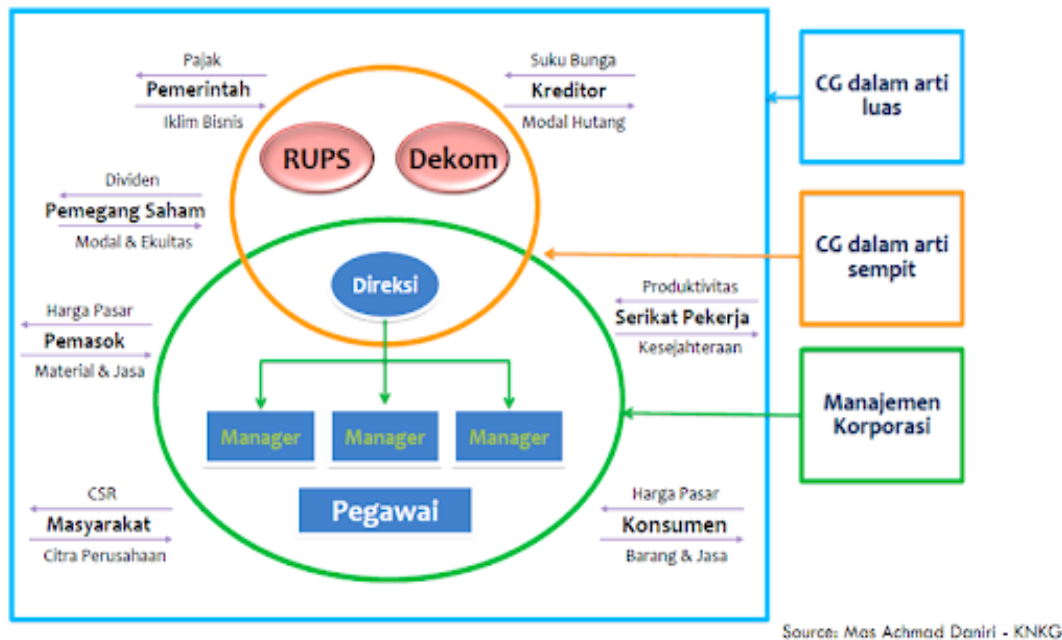 Pajak
Pemerintah
Iklim Bisnis
Suku Bunga
Kreditor
Modal Hutang
CG dalam arti
luas
RUPS
Dekom
Dividen
Pemegang Saham
Modal & Ekuitas
CG dalam arti
sempit
Direksi
Produktivitas
Serikat Pekerja
Kesejahteraan
Harga Pasar
Pemasok
Material & Jasa
Manajemen
Korporasi
Manager
Manager
Manager
CSR
Masyarakat
Citra Perusahaan
Pegawai
Harga Pasar
Konsumen
Barang & Jasa
Source: Mas Achmad Daniri - KNKG